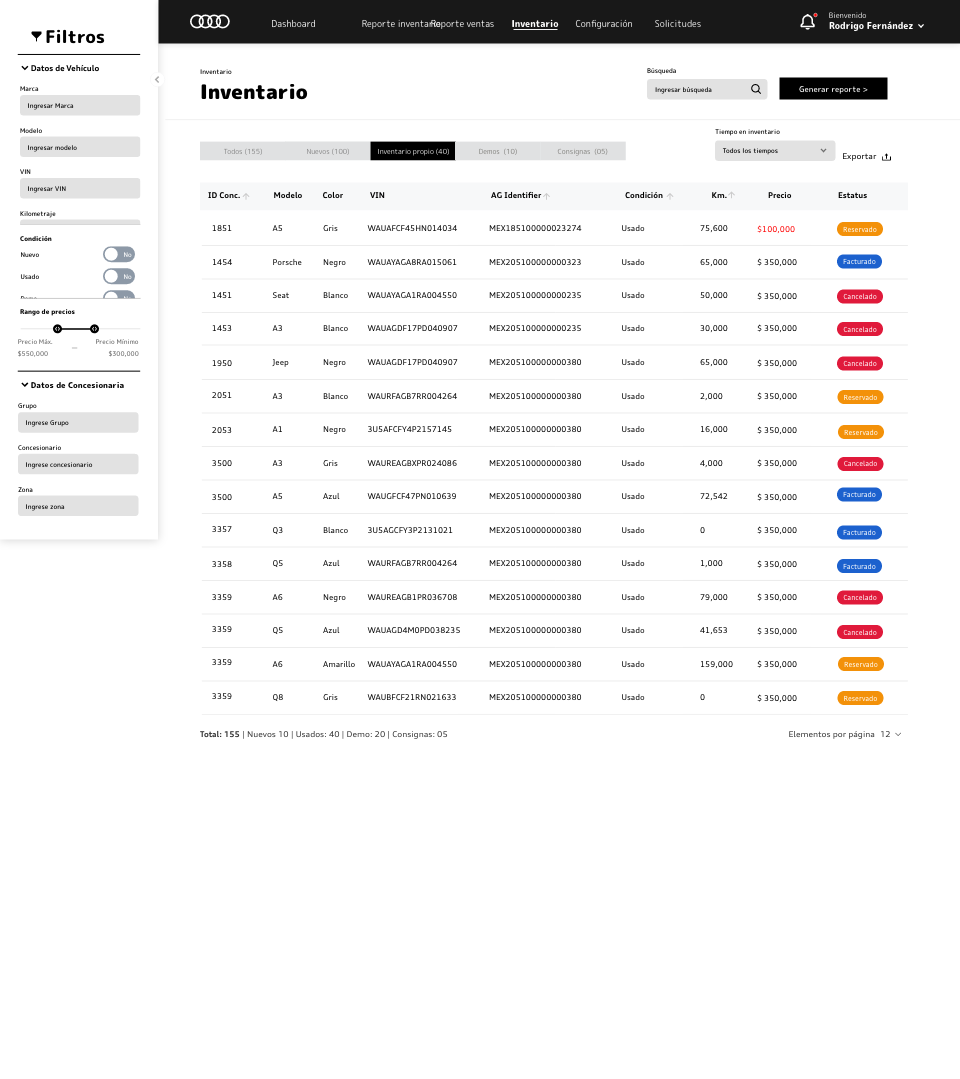 Dashboard Reporte inventario Reporte ventas Inventario Configuración Solicitudes
Bienvenido
Rodrigo Fernández
Filtros
Datos de Vehículo
Marca
Ingresar Marca
Modelo
Ingresar modelo
VIN
Ingresar VIN
Kilometraje
Condición
Nuevo No
Usado No
Rango de precios
Precio Máx. — Precio Mínimo
$550,000 $300,000
Datos de Concesionaria
Grupo
Ingrese Grupo
Concesionario
Ingrese concesionario
Zona
Ingrese zona
Inventario
Inventario
Búsqueda
Ingresar búsqueda
Generar reporte >
Todos (155) Nuevos (100) Inventario propio (40) Demos (10) Consignas (05)
Tiempo en inventario
Todos los tiempos
Exportar
ID Conc. Modelo Color VIN AG Identifier Condición Km. Precio Estatus
1851 A5 Gris WAUAFCF45HN014034 MEX185100000023274 Usado 75,600 $100,000 Reservado
1454 Porsche Negro WAUAYAGA8RA015061 MEX205100000000323 Usado 65,000 $ 350,000 Facturado
1451 Seat Blanco WAUAYAGA1RA004550 MEX205100000000235 Usado 50,000 $ 350,000 Cancelado
1453 A3 Blanco WAUAGDF17PD040907 MEX205100000000235 Usado 30,000 $ 350,000 Cancelado
1950 Jeep Negro WAUAGDF17PD040907 MEX205100000000380 Usado 65,000 $ 350,000 Cancelado
2051 A3 Blanco WAURFAGB7RR004264 MEX205100000000380 Usado 2,000 $ 350,000 Reservado
2053 A1 Negro 3U5AFCFY4P2157145 MEX205100000000380 Usado 16,000 $ 350,000 Reservado
3500 A3 Gris WAUREAGBXPR024086 MEX205100000000380 Usado 4,000 $ 350,000 Cancelado
3500 A5 Azul WAUGFCF47PN010639 MEX205100000000380 Usado 72,542 $ 350,000 Facturado
3357 Q3 Blanco 3U5AGCFY3P2131021 MEX205100000000380 Usado 0 $ 350,000 Facturado
3358 Q5 Azul WAURFAGB7RR004264 MEX205100000000380 Usado 1,000 $ 350,000 Facturado
3359 A6 Negro WAUREAGB1PR036708 MEX205100000000380 Usado 79,000 $ 350,000 Cancelado
3359 Q5 Azul WAUAGD4M0PD038235 MEX205100000000380 Usado 41,653 $ 350,000 Cancelado
3359 A6 Amarillo WAUAYAGA1RA004550 MEX205100000000380 Usado 159,000 $ 350,000 Reservado
3359 Q8 Gris WAUBFCF21RN021633 MEX205100000000380 Usado 0 $ 350,000 Reservado
Total: 155 | Nuevos 10 | Usados: 40 | Demo: 20 | Consignas: 05
Elementos por página 12